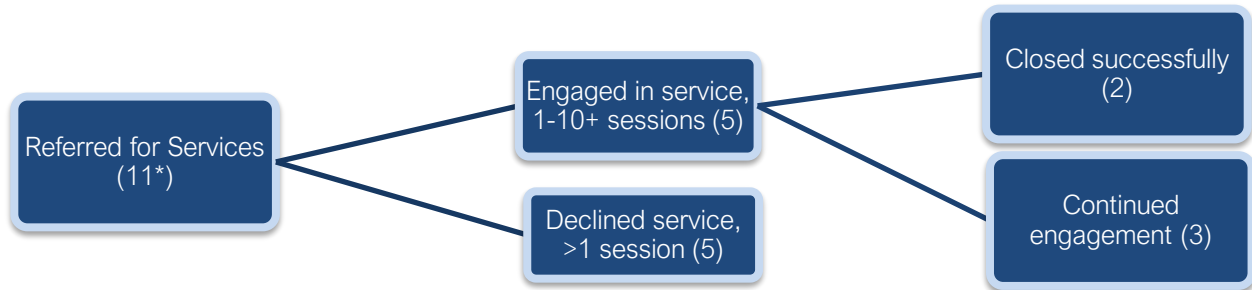 Referred for Services
(11*)
Engaged in service,
1-10+ sessions (5)
Declined service,
>1 session (5)
Closed successfully
(2)
Continued
engagement (3)